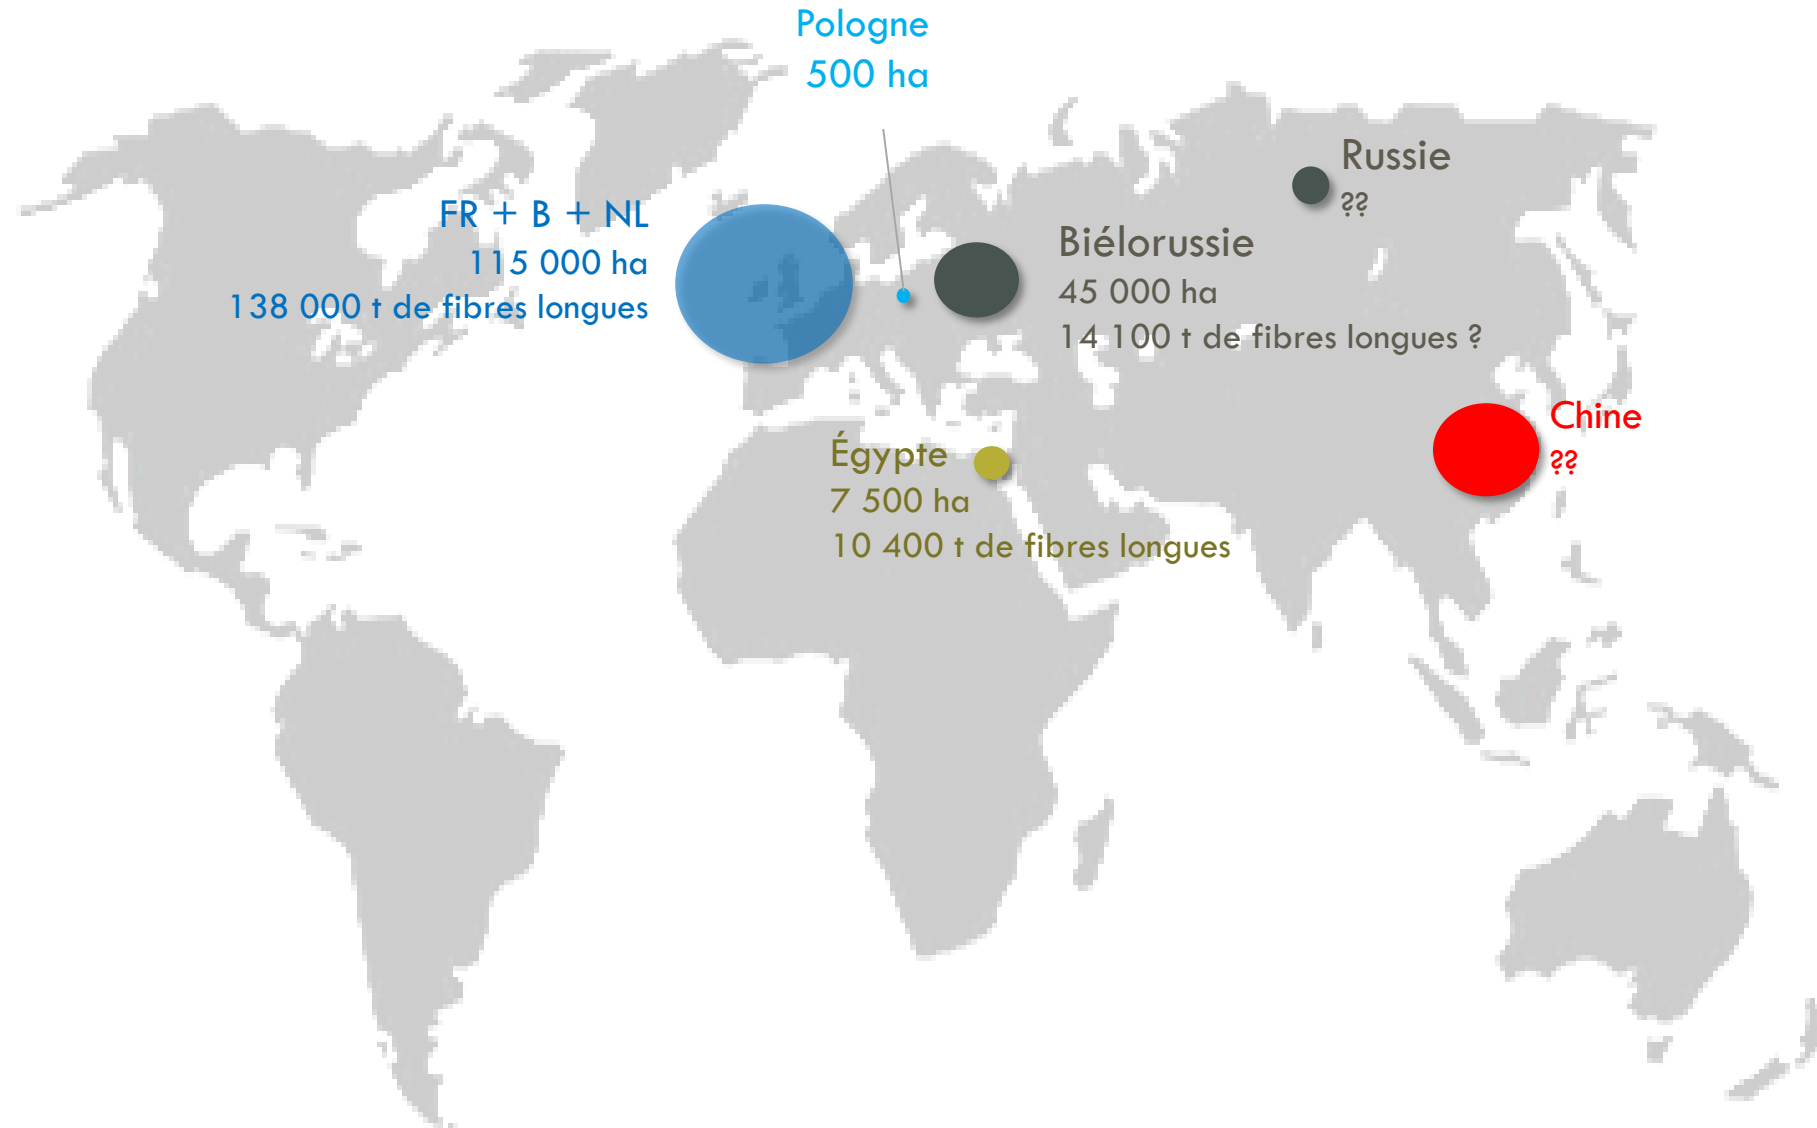 Pologne
500 ha
Russie
??
FR + B + NL
115 000 ha
138 000 t de fibres longues
Biélorussie
45 000 ha
14 100 t de fibres longues ?
Chine
??
Égypte
7 500 ha
10 400 t de fibres longues